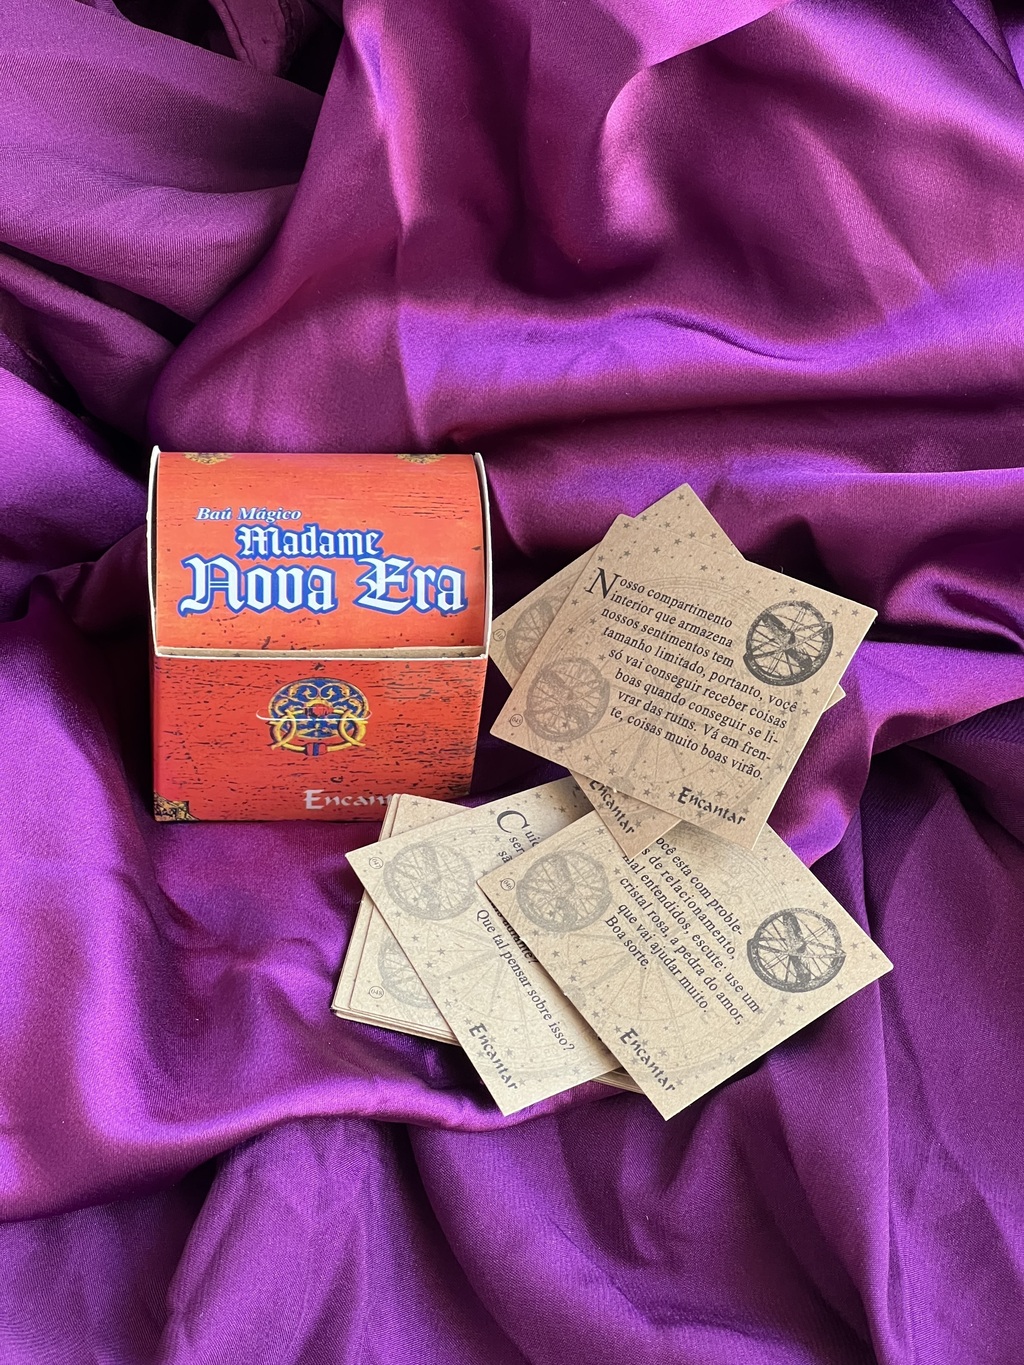 Baú Mágico
Madame
Nova Era
Encant
Nosso compartimento
interior que armazena
nossos sentimentos tem
tamanho limitado, portanto, você
só vai conseguir receber coisas
boas quando conseguir se li-
vrar das ruins. Vá em fren-
te, coisas muito boas virão.
Encantar
Encantar
ocê esta com proble-
s de relacionamento,
mal entendidos, escute: use um
cristal rosa, a pedra do amor,
que vai ajudar muito.
Boa sorte.
Encantar
Que tal pensar sobre isso?
Encantar
049